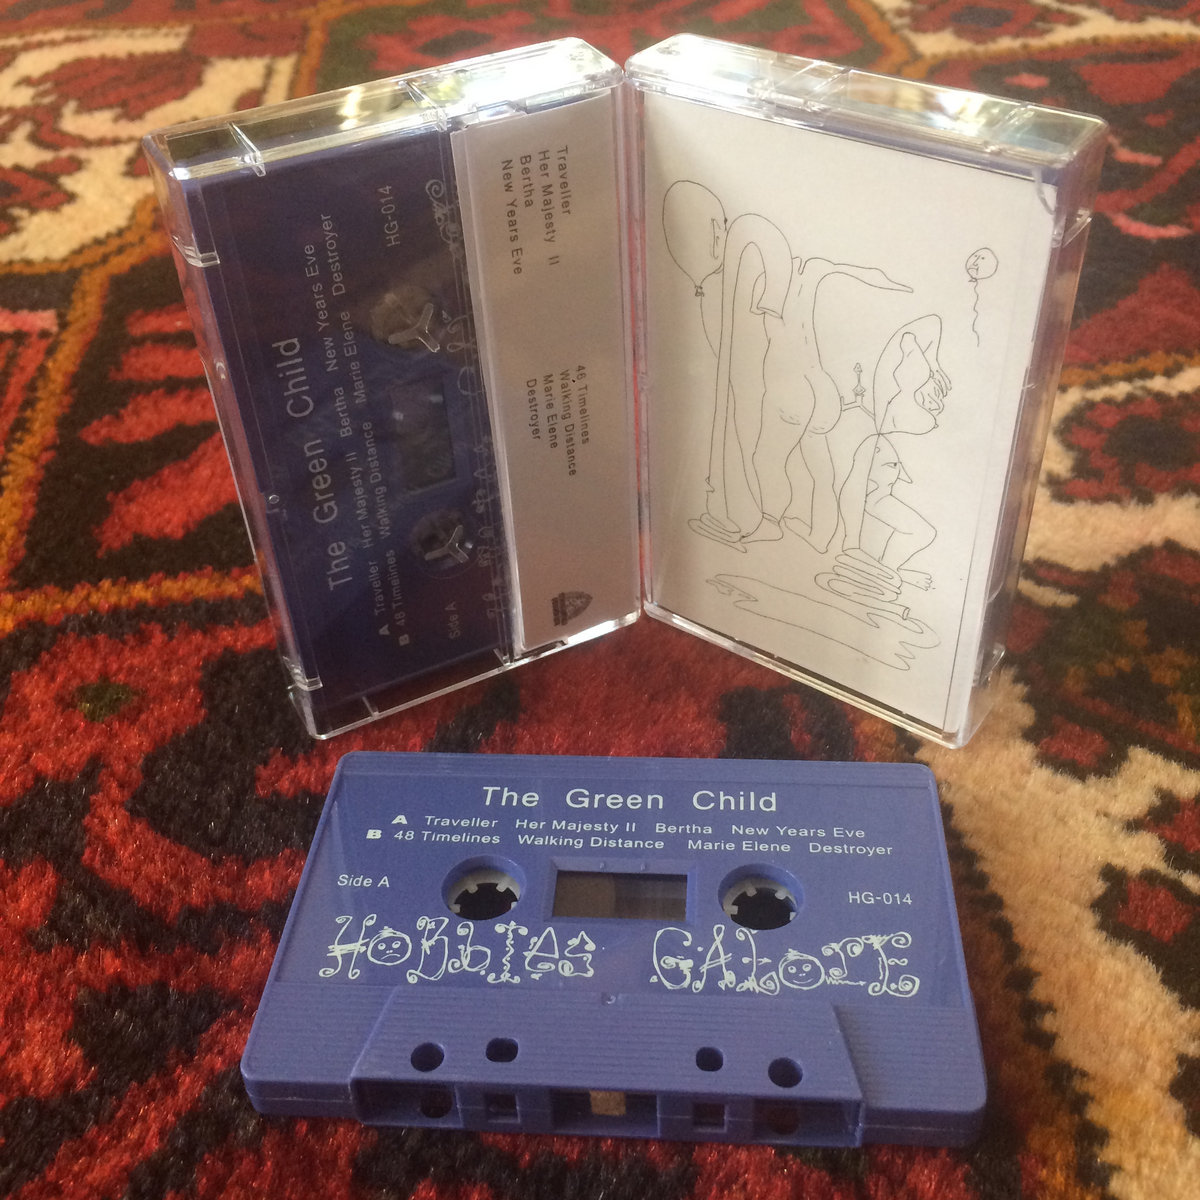 Traveller
Her Majesty II
Bertha
New Years Eve
46 Timelines
Walking Distance
Marie Elene
Destroyer
The Green Child
A Traveller Her Majesty II Bertha New Years Eve
B 48 Timelines Walking Distance Marie Elene Destroyer
Side A
HG-014
The Green Child
A Traveller Her Majesty II Bertha New Years Eve
B 48 Timelines Walking Distance Marie Elene Destroyer
Side A
HG-014
HOBBIES GALORE